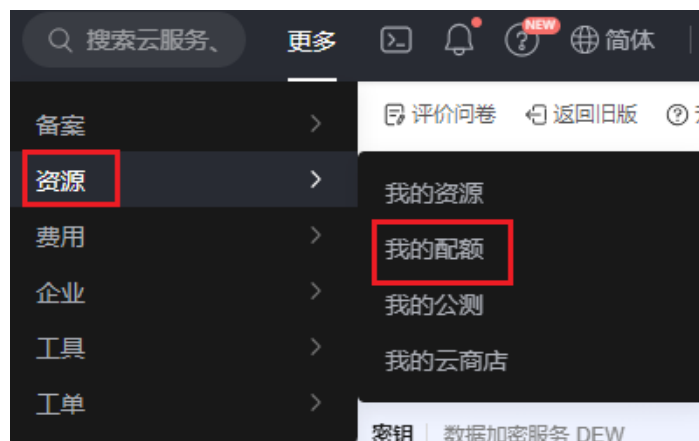 搜索云服务、 更多 NEW 简体
备案
评价问卷 返回旧版
资源
我的资源
费用
我的配额
企业
我的公测
工具
我的云商店
工单
密钥 数据加密服务 DEW